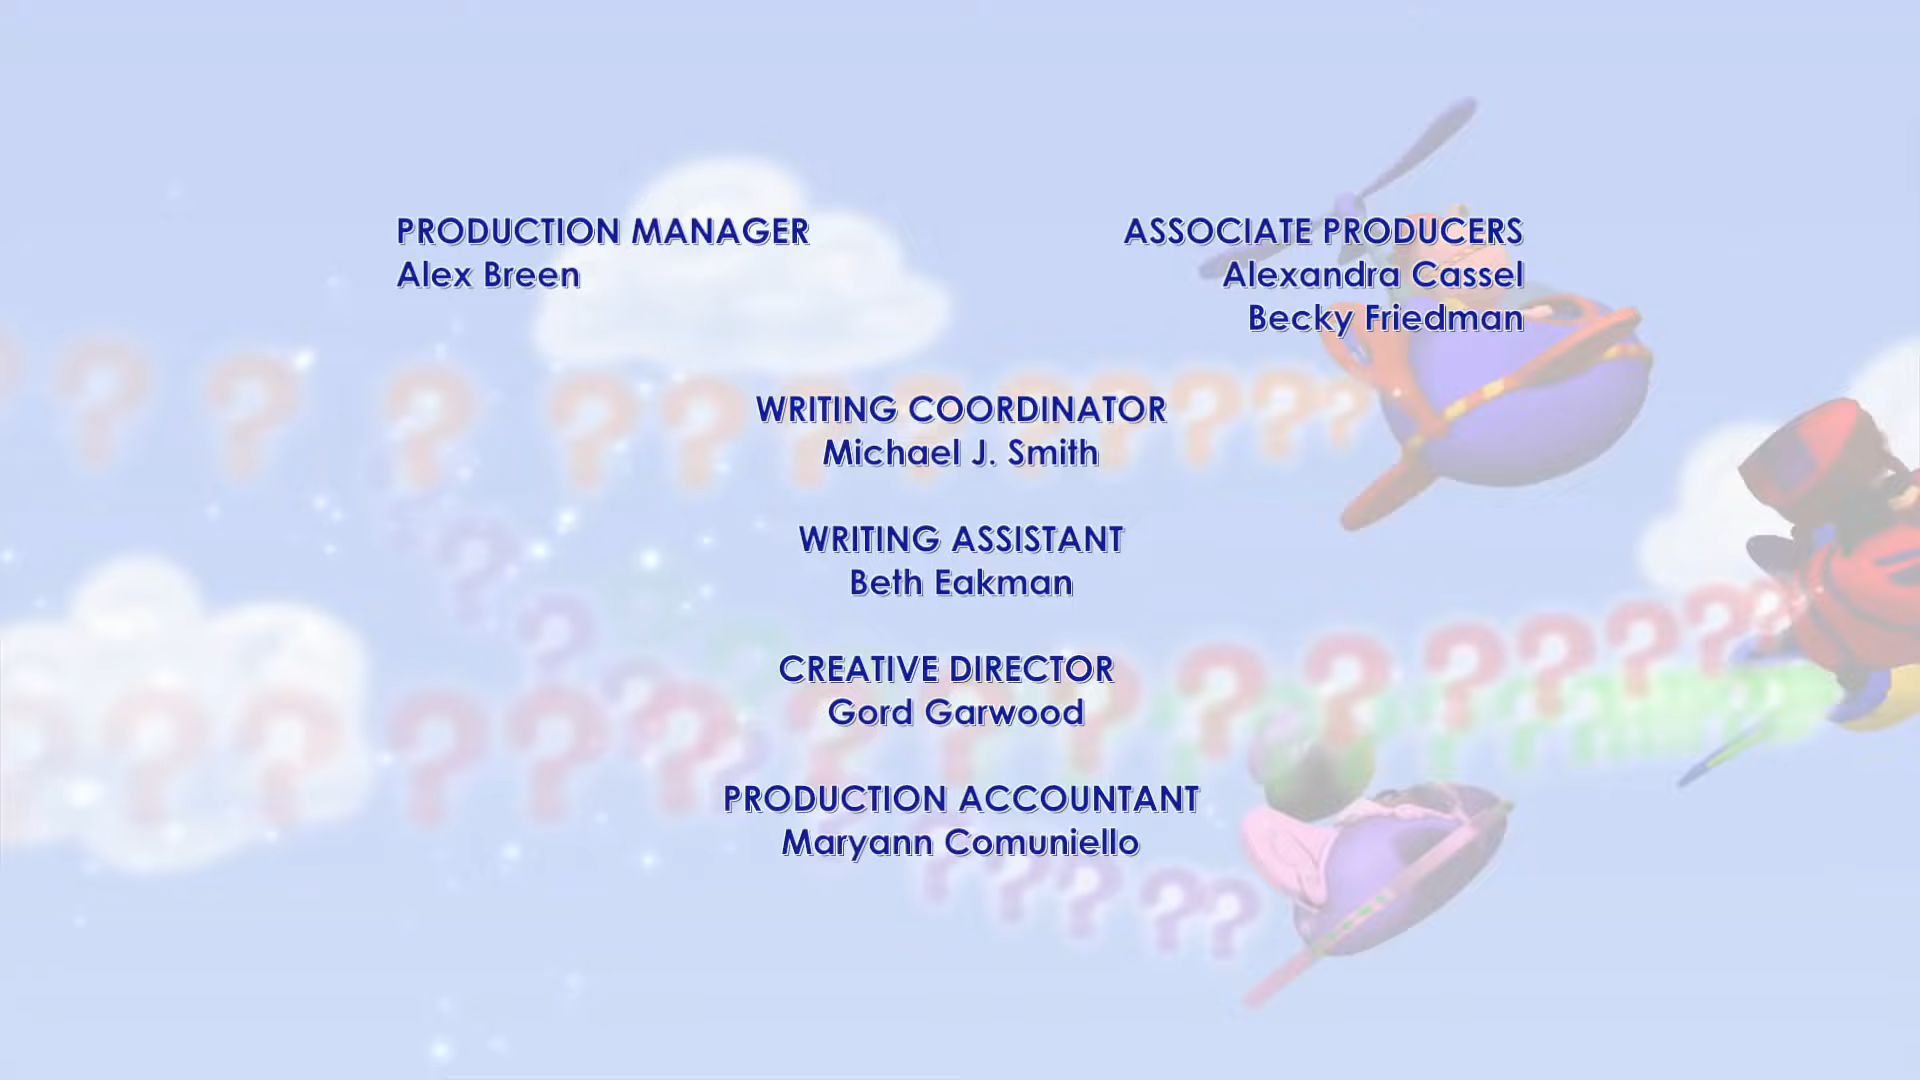 PRODUCTION MANAGER
Alex Breen
ASSOCIATE PRODUCERS
Alexandra Cassel
Becky Friedman
WRITING COORDINATOR
Michael J. Smith
WRITING ASSISTANT
Beth Eakman
CREATIVE DIRECTOR
Gord Garwood
PRODUCTION ACCOUNTANT
Maryann Comuniello